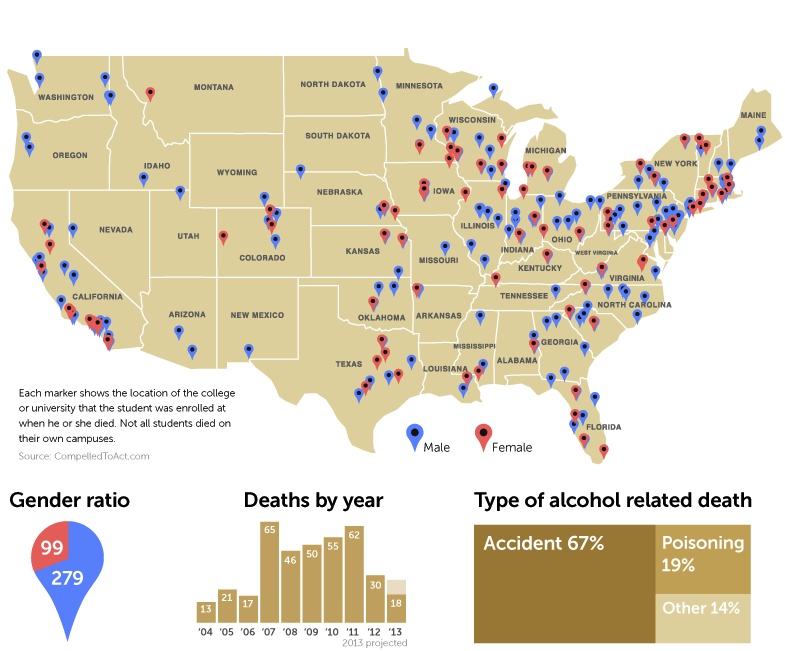 WASHINGTON
MONTANA
NORTH DAKOTA
MINNESOTA
MAINE
WISCONSIN
OREGON
SOUTH DAKOTA
MICHIGAN
IDAHO
NEW YORK
WYOMING
NEBRASKA
IOWA
PENNSYLVANIA
NEVADA
UTAH
COLORADO
KANSAS
MISSOURI
ILLINOIS
INDIANA
OHIO
WEST VIRGINIA
KENTUCKY
VIRGINIA
CALIFORNIA
TENNESSEE
NORTH CAROLINA
ARIZONA
NEW MEXICO
OKLAHOMA
ARKANSAS
MISSISSIPPI
GEORGIA
ALABAMA
TEXAS
LOUISIANA
FLORIDA
Each marker shows the location of the college
or university that the student was enrolled at
when he or she died. Not all students died on
their own campuses.
Source: CompelledToAct.com
Male
Female
Gender ratio
99
279
Deaths by year
13
21
17
65
46
50
55
62
30
18
'04 '05 '06 '07 '08 '09 '10 '11 '12 '13
2013 projected
Type of alcohol related death
Accident 67%
Poisoning
19%
Other 14%